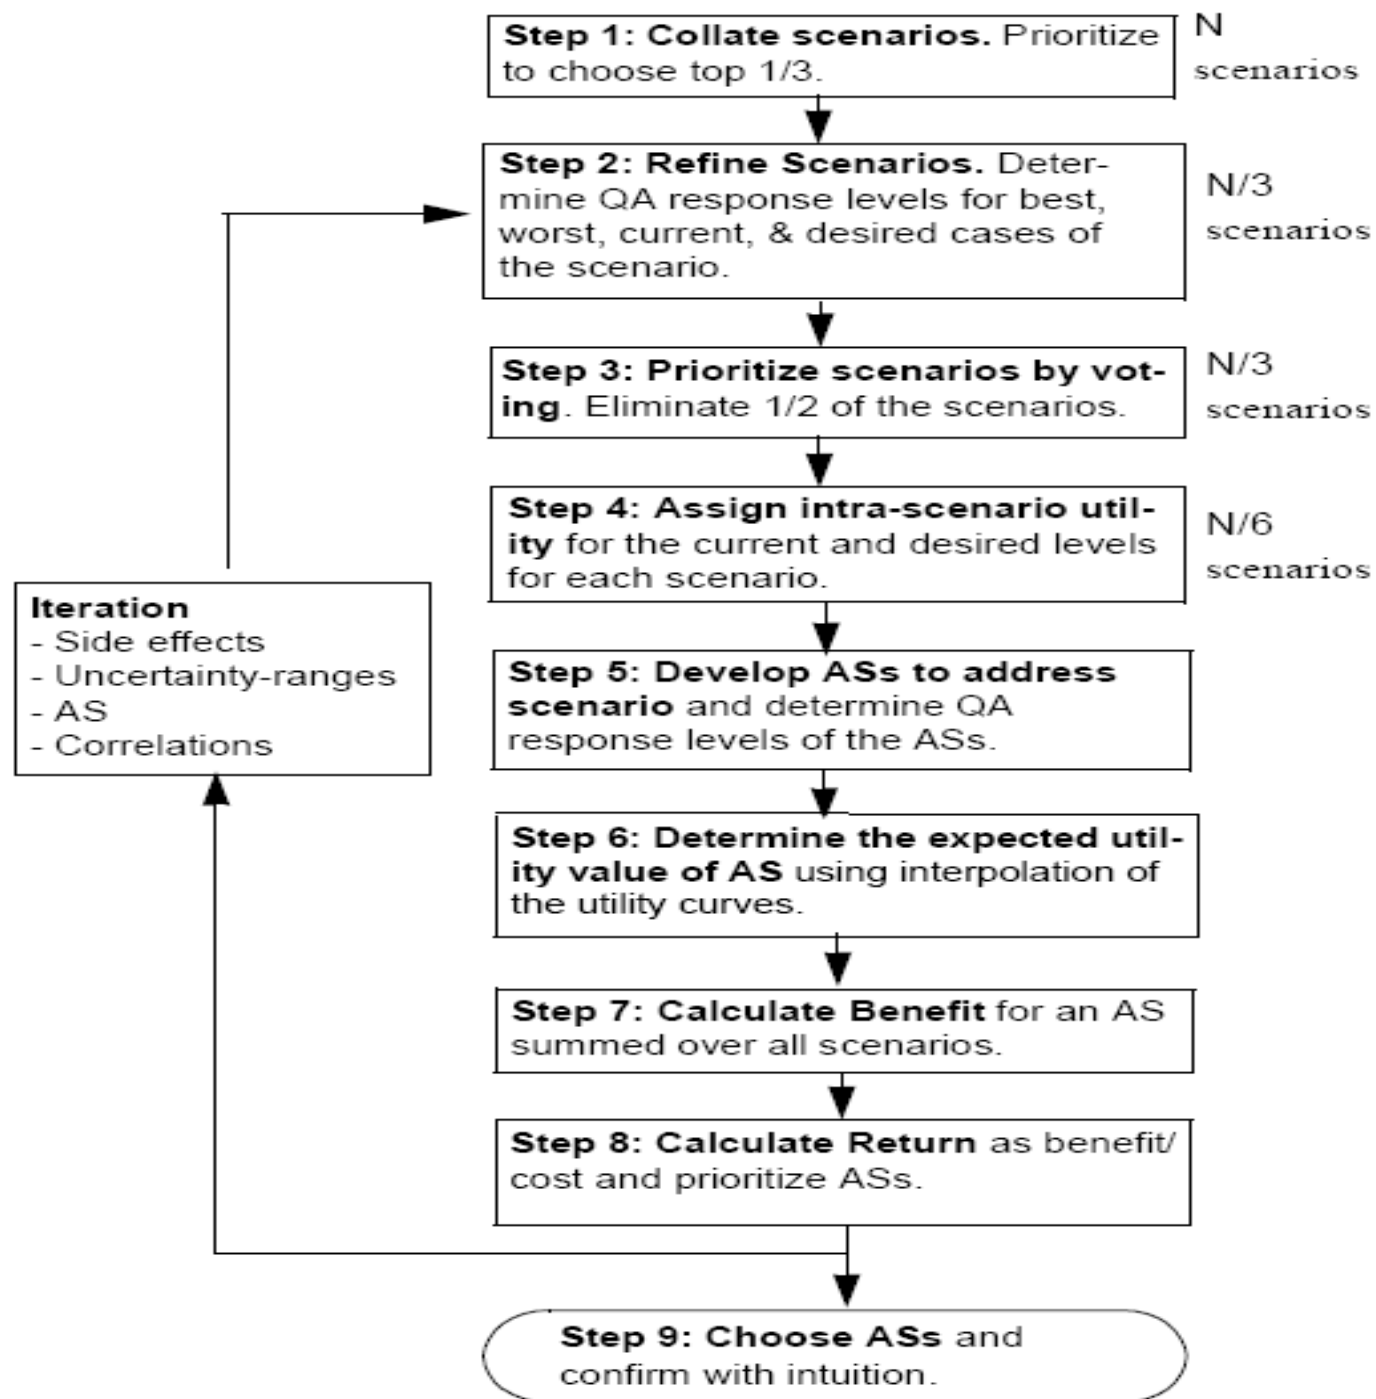 Step 1: Collate scenarios. Prioritize
to choose top 1/3.
N
scenarios
Step 2: Refine Scenarios. Deter-
mine QA response levels for best,
worst, current, & desired cases of
the scenario.
N/3
scenarios
Step 3: Prioritize scenarios by vot-
ing. Eliminate 1/2 of the scenarios.
N/3
scenarios
Step 4: Assign intra-scenario util-
ity for the current and desired levels
for each scenario.
N/6
scenarios
Iteration
- Side effects
- Uncertainty-ranges
- AS
- Correlations
Step 5: Develop ASs to address
scenario and determine QA
response levels of the ASs.
Step 6: Determine the expected util-
ity value of AS using interpolation of
the utility curves.
Step 7: Calculate Benefit for an AS
summed over all scenarios.
Step 8: Calculate Return as benefit/
cost and prioritize ASs.
Step 9: Choose ASs and
confirm with intuition.